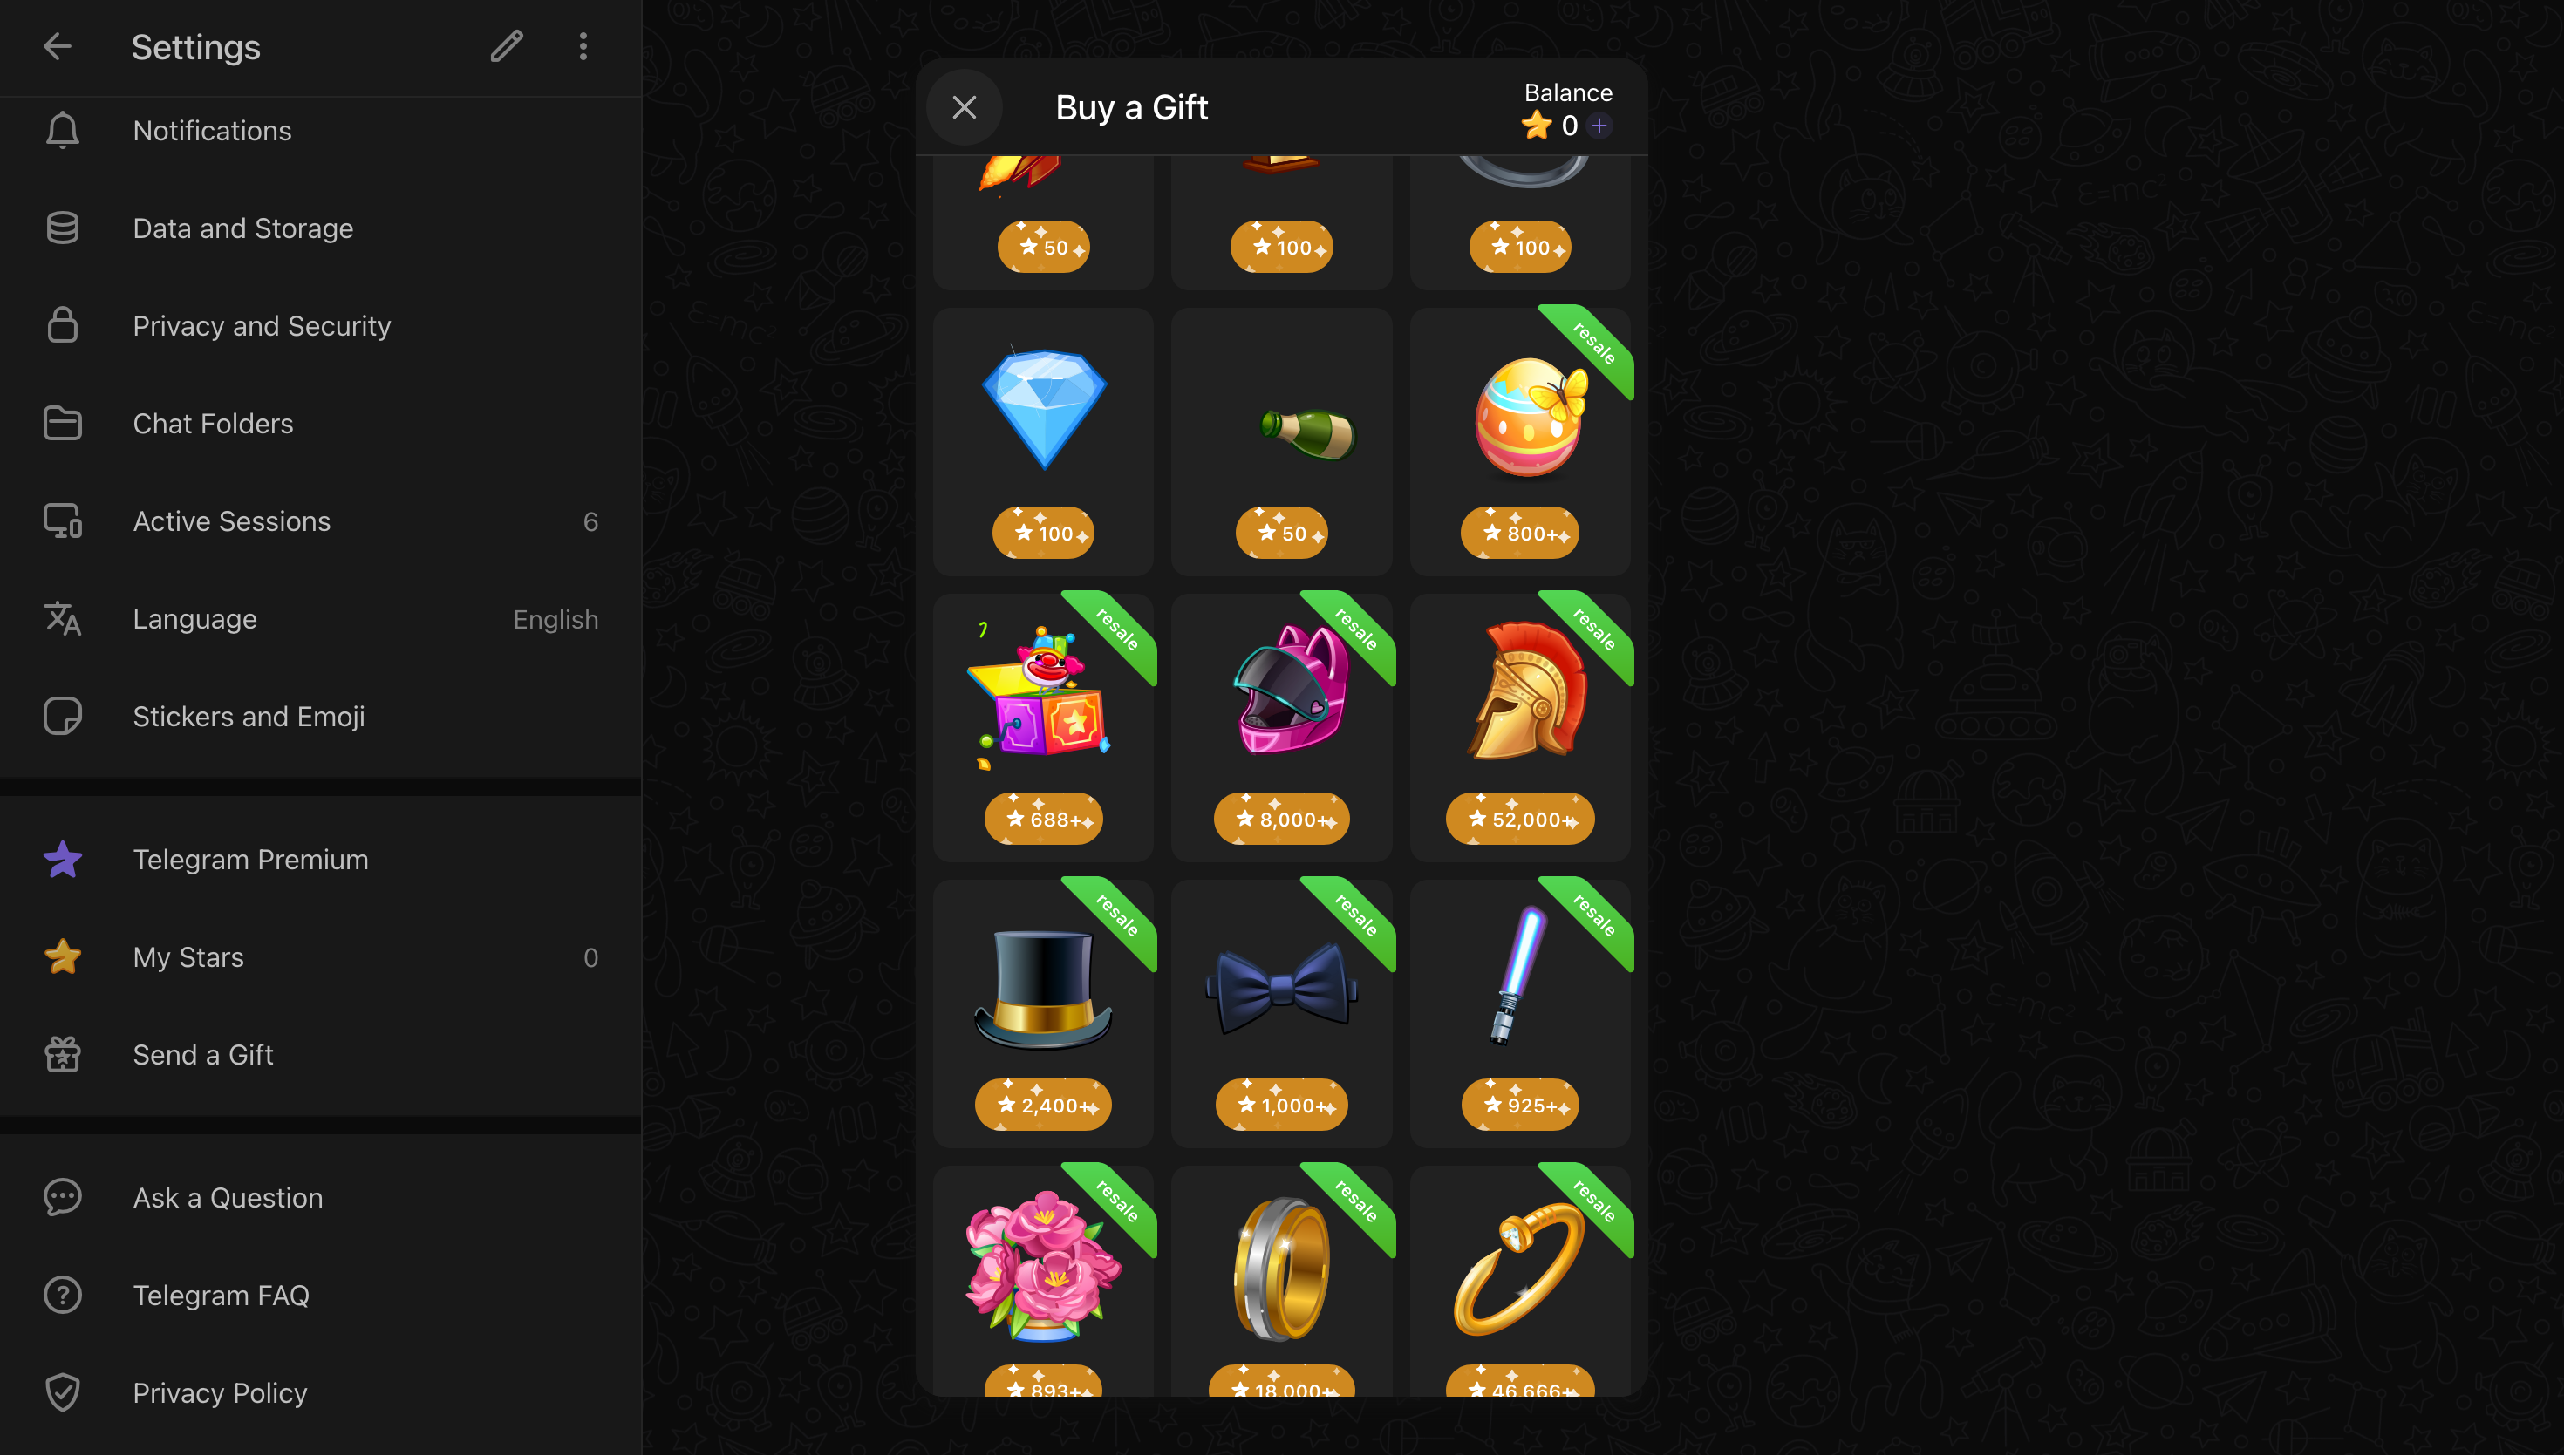 Settings
Notifications
Data and Storage
Privacy and Security
Chat Folders
Active Sessions 6
Language English
Stickers and Emoji
Telegram Premium
My Stars 0
Send a Gift
Ask a Question
Telegram FAQ
Privacy Policy
Buy a Gift
Balance
0 +
50
100
100
100
50
resale
800+
resale
688+
resale
8,000+
resale
52,000+
resale
2,400+
resale
1,000+
resale
925+
resale
893+
resale
18,000+
resale
46,666+